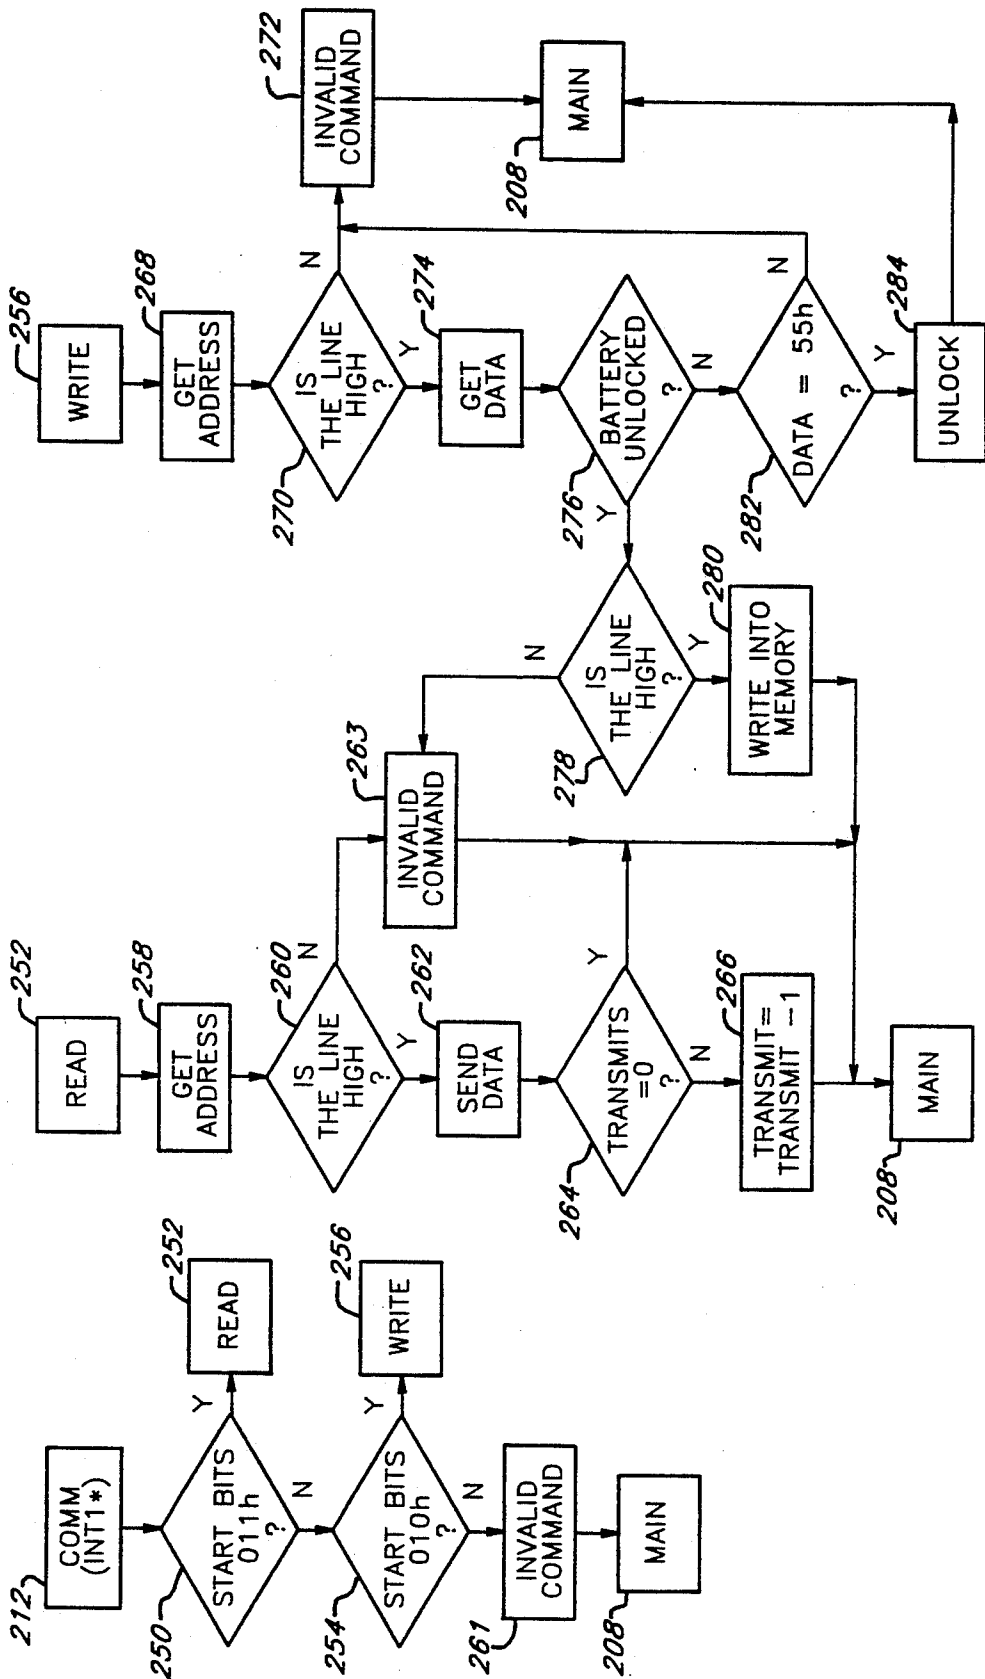 212
COMM
(INT1*)
250
START BITS
011h
?
Y
N
252
READ
254
START BITS
010h
?
Y
N
256
WRITE
261
INVALID
COMMAND
208
MAIN
252
READ
258
GET
ADDRESS
260
IS
THE LINE
HIGH
?
N
Y
263
INVALID
COMMAND
262
SEND
DATA
264
TRANSMITS
=0
?
Y
N
266
TRANSMIT=
TRANSMIT -1
208
MAIN
256
WRITE
268
GET
ADDRESS
270
IS
THE LINE
HIGH
?
N
Y
272
INVALID
COMMAND
208
MAIN
274
GET
DATA
276
BATTERY
UNLOCKED
?
Y
N
278
IS
THE LINE
HIGH
?
N
Y
280
WRITE INTO
MEMORY
282
DATA = 55h
?
N
Y
284
UNLOCK